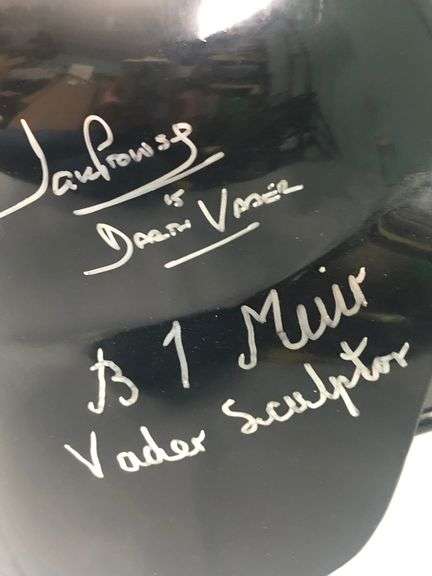 Dave Prowse
is
Darth Vader
B J Muir
Vader Sculptor